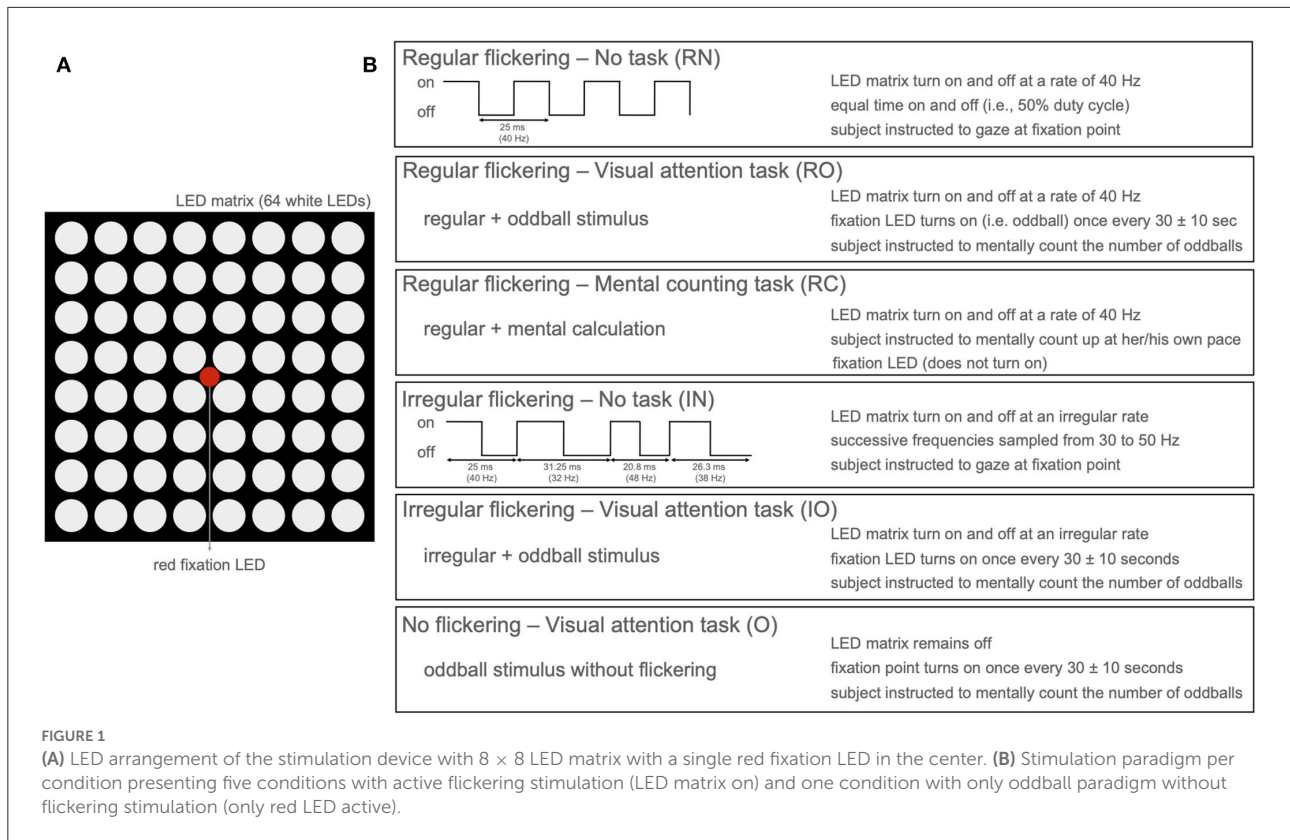 A
B
LED matrix (64 white LEDs)
red fixation LED
Regular flickering – No task (RN)
on
off
25 ms
(40 Hz)
LED matrix turn on and off at a rate of 40 Hz
equal time on and off (i.e., 50% duty cycle)
subject instructed to gaze at fixation point
Regular flickering – Visual attention task (RO)
regular + oddball stimulus
LED matrix turn on and off at a rate of 40 Hz
fixation LED turns on (i.e. oddball) once every 30 ± 10 sec
subject instructed to mentally count the number of oddballs
Regular flickering – Mental counting task (RC)
regular + mental calculation
LED matrix turn on and off at a rate of 40 Hz
subject instructed to mentally count up at her/his own pace
fixation LED (does not turn on)
Irregular flickering – No task (IN)
on
off
25 ms
(40 Hz)
31.25 ms
(32 Hz)
20.8 ms
(48 Hz)
26.3 ms
(38 Hz)
LED matrix turn on and off at an irregular rate
successive frequencies sampled from 30 to 50 Hz
subject instructed to gaze at fixation point
Irregular flickering – Visual attention task (IO)
irregular + oddball stimulus
LED matrix turn on and off at an irregular rate
fixation LED turns on once every 30 ± 10 seconds
subject instructed to mentally count the number of oddballs
No flickering – Visual attention task (O)
oddball stimulus without flickering
LED matrix remains off
fixation point turns on once every 30 ± 10 seconds
subject instructed to mentally count the number of oddballs
FIGURE 1
(A) LED arrangement of the stimulation device with 8 × 8 LED matrix with a single red fixation LED in the center. (B) Stimulation paradigm per
condition presenting five conditions with active flickering stimulation (LED matrix on) and one condition with only oddball paradigm without
flickering stimulation (only red LED active).